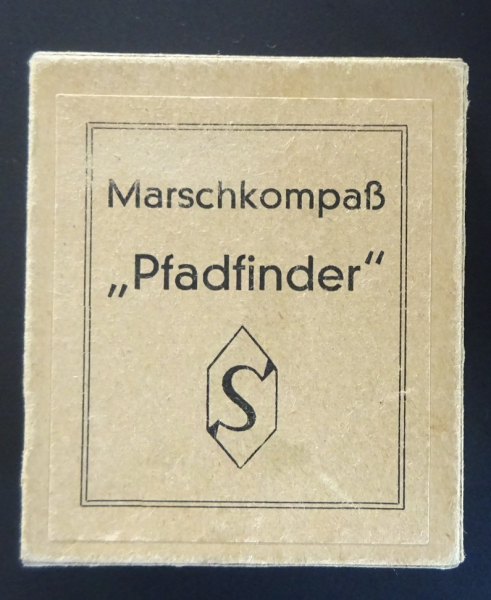 Marschkompaß
„Pfadfinder“
S